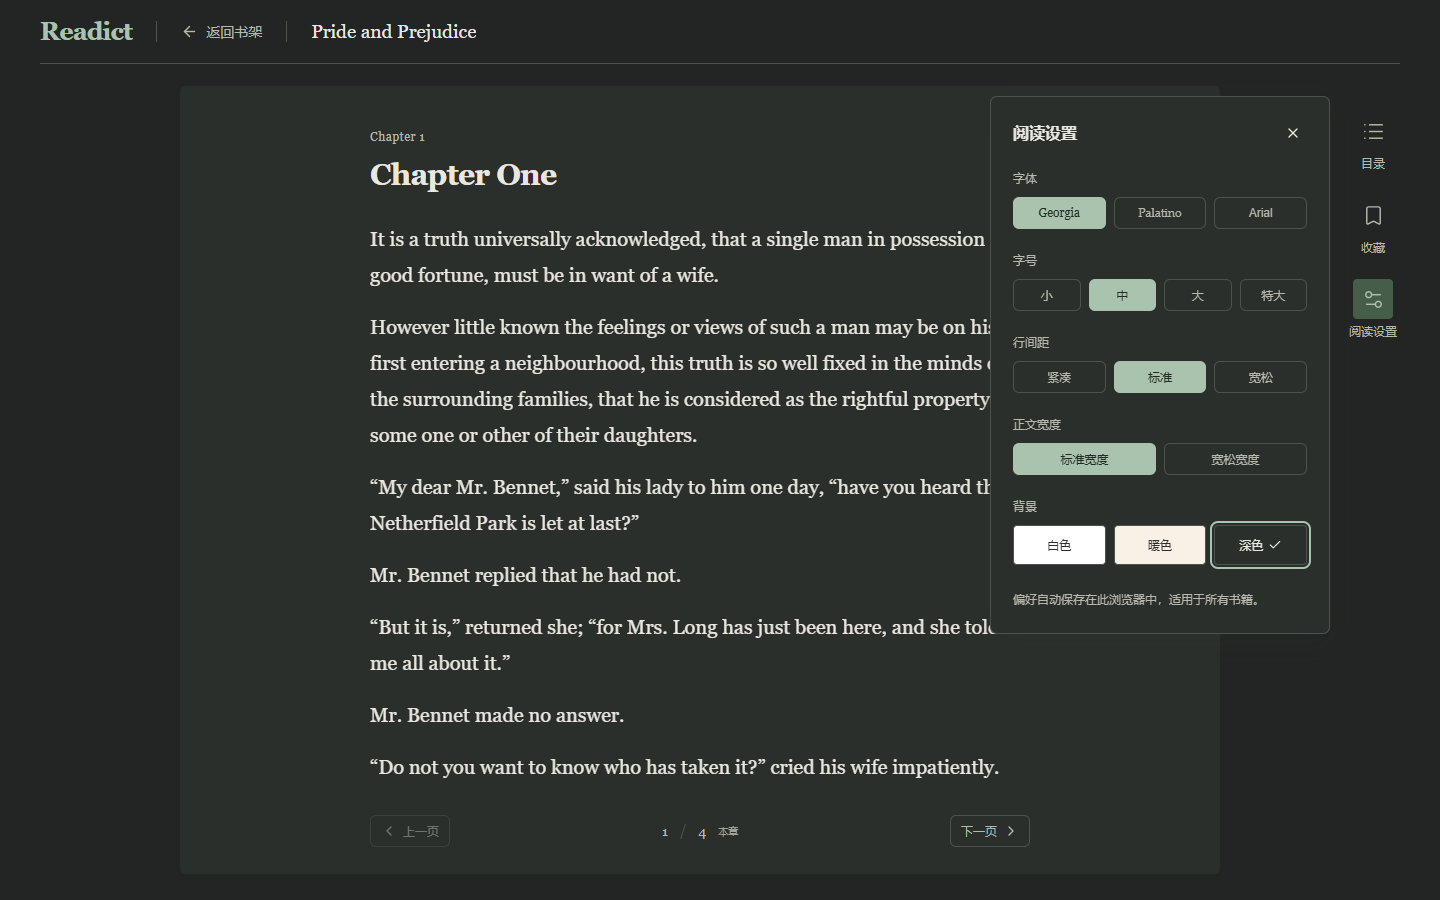 Readict
返回书架
Pride and Prejudice
Chapter 1
Chapter One
It is a truth universally acknowledged, that a single man in possession
good fortune, must be in want of a wife.
However little known the feelings or views of such a man may be on his
first entering a neighbourhood, this truth is so well fixed in the minds
the surrounding families, that he is considered as the rightful property
some one or other of their daughters.
“My dear Mr. Bennet,” said his lady to him one day, “have you heard
Netherfield Park is let at last?”
Mr. Bennet replied that he had not.
“But it is,” returned she; “for Mrs. Long has just been here, and she told
me all about it.”
Mr. Bennet made no answer.
“Do not you want to know who has taken it?” cried his wife impatiently.
上一页
1 / 4 本章
下一页
阅读设置
字体
Georgia Palatino Arial
字号
小 中 大 特大
行间距
紧凑 标准 宽松
正文宽度
标准宽度 宽松宽度
背景
白色 暖色 深色
偏好自动保存在此浏览器中，适用于所有书籍。
目录
收藏
阅读设置